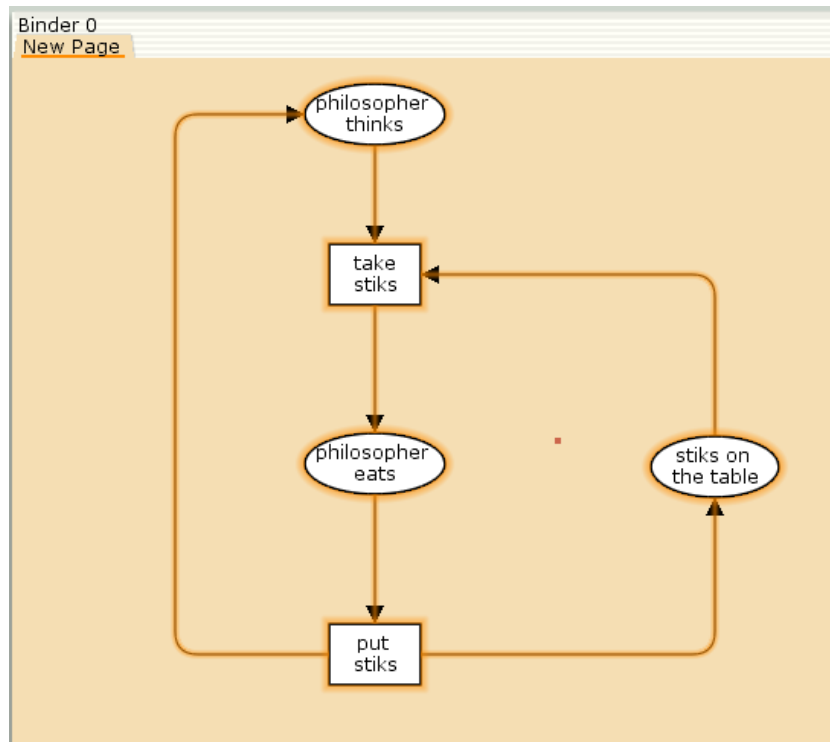 Binder 0
New Page
philosopher
thinks
take
stiks
philosopher
eats
stiks on
the table
put
stiks